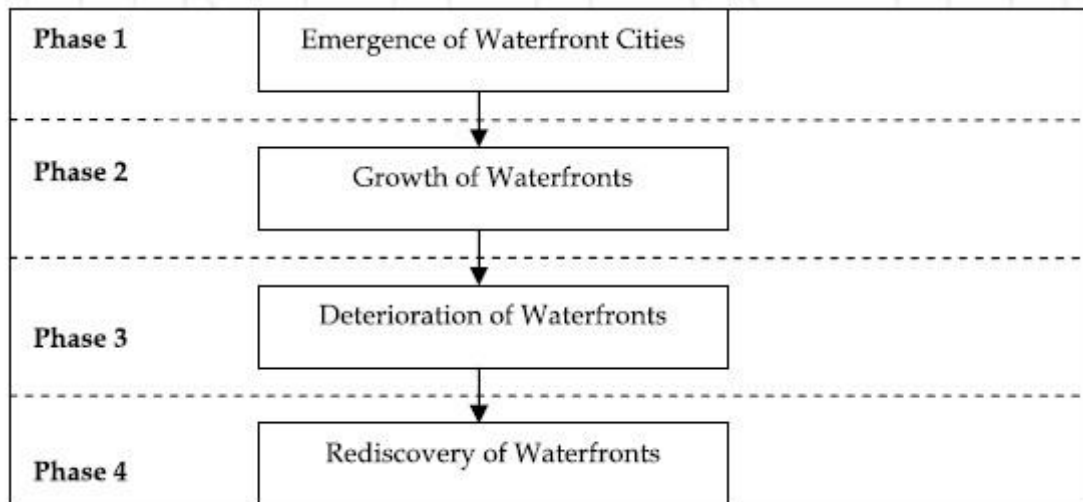 Phase 1
Emergence of Waterfront Cities
Phase 2
Growth of Waterfronts
Phase 3
Deterioration of Waterfronts
Phase 4
Rediscovery of Waterfronts